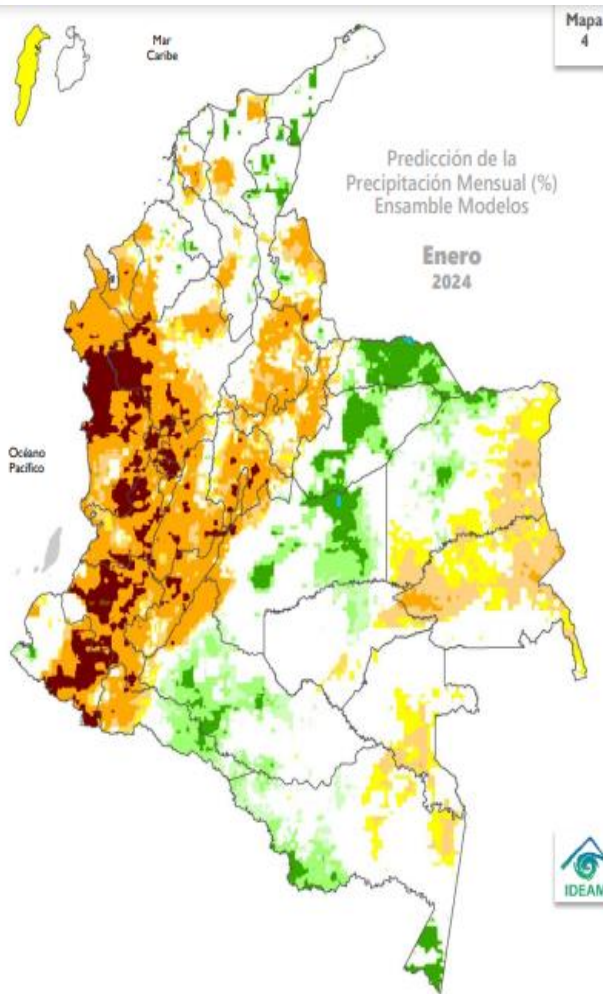 Mapa
4
Mar
Caribe
Predicción de la
Precipitación Mensual (%)
Ensamble Modelos
Enero
2024
Océano
Pacífico
IDEAM